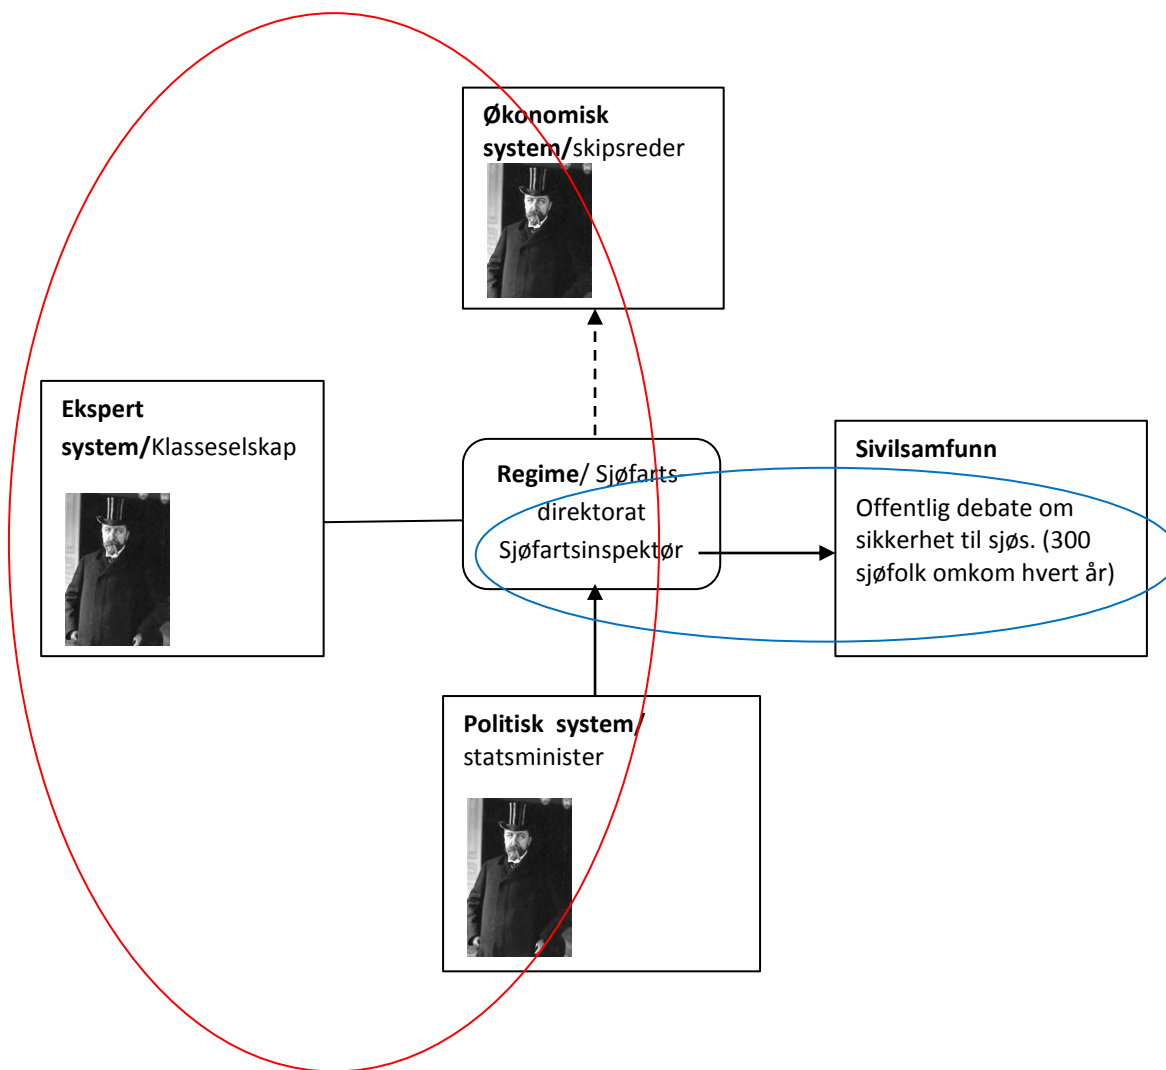 Økonomisk
system/skipsreder
Ekspert
system/Klasseselskap
Regime/ Sjøfarts-
direktorat
Sjøfartsinspektør
Sivilsamfunn
Offentlig debate om
sikkerhet til sjøs. (300
sjøfolk omkom hvert år)
Politisk system/
statsminister